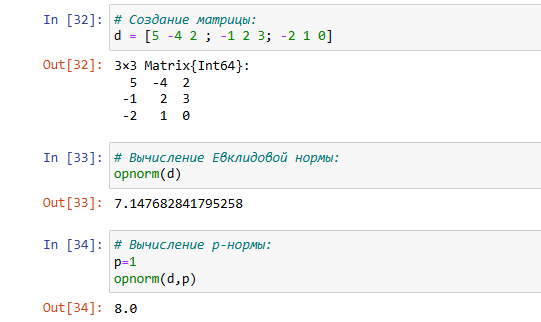 In [32]: # Создание матрицы:
d = [5 -4 2 ; -1 2 3; -2 1 0]
Out[32]: 3×3 Matrix{Int64}:
5 -4 2
-1 2 3
-2 1 0
In [33]: # Вычисление Евклидовой нормы:
opnorm(d)
Out[33]: 7.147682841795258
In [34]: # Вычисление p-нормы:
p=1
opnorm(d,p)
Out[34]: 8.0